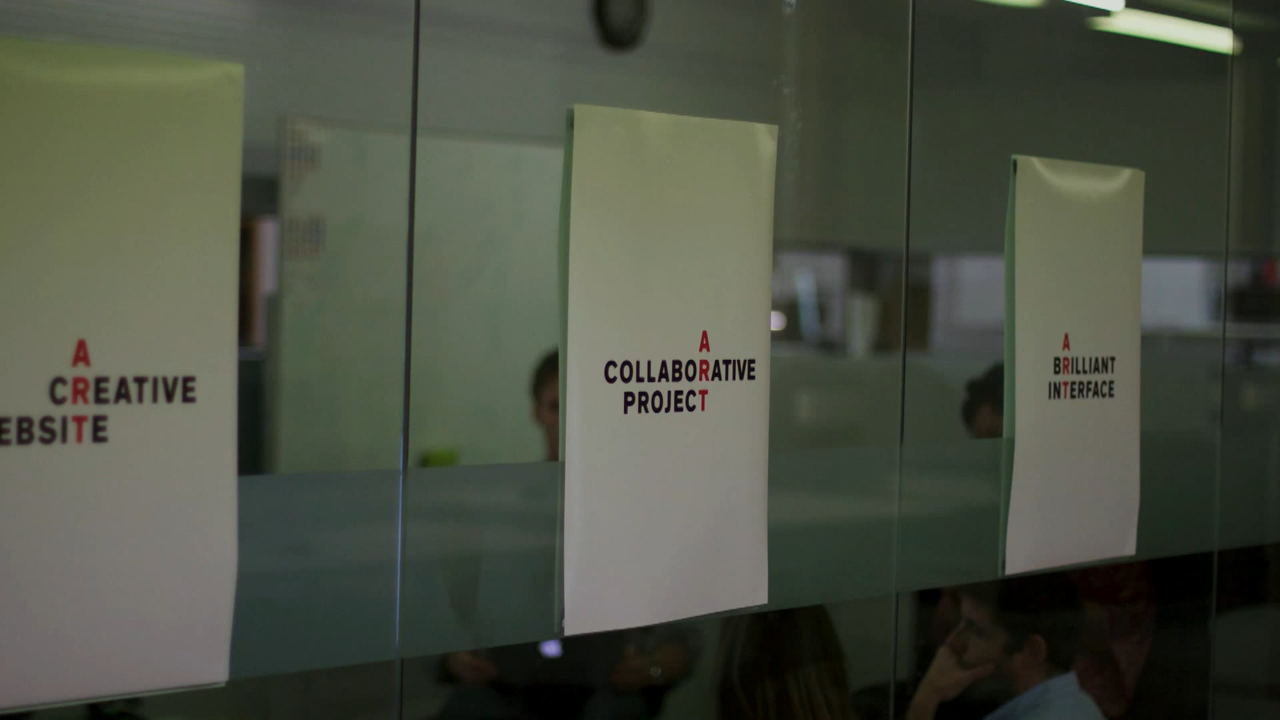 A
CREATIVE
EBSITE
A
COLLABORATIVE
PROJECT
A
BRILLIANT
INTERFACE